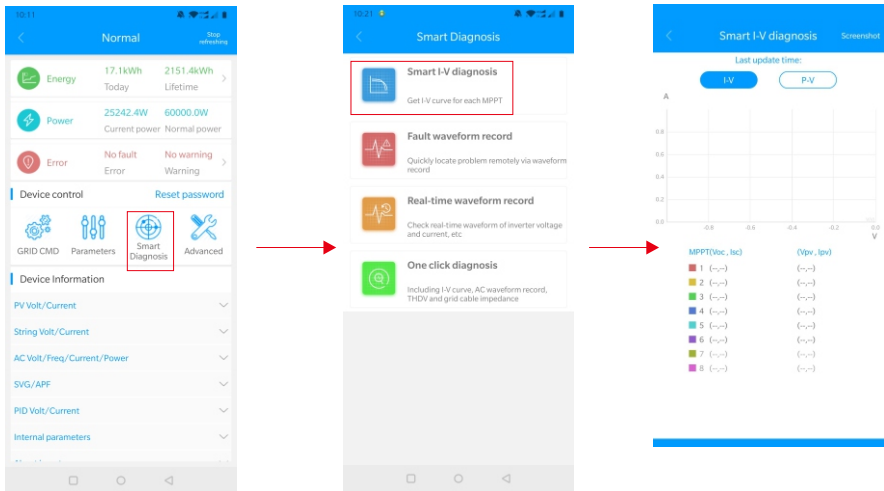 10:11
Normal
Stop
refreshing
Energy
17.1kWh
2151.4kWh
Today
Lifetime
Power
25242.4W
60000.0W
Current power
Normal power
Error
No fault
No warning
Error
Warning
Device control
Reset password
GRID CMD
Parameters
Smart
Diagnosis
Advanced
Device Information
PV Volt/Current
String Volt/Current
AC Volt/Freq/Current/Power
SVG/APF
PID Volt/Current
Internal parameters
10:21
Smart Diagnosis
Smart I-V diagnosis
Get I-V curve for each MPPT
Fault waveform record
Quickly locate problem remotely via waveform
record
Real-time waveform record
Check real-time waveform of inverter voltage
and current, etc
One click diagnosis
Including I-V curve, AC waveform record,
THDV and grid cable impedance
Smart I-V diagnosis
Screenshot
Last update time:
I-V
P-V
A
0.8
0.6
0.4
0.2
0.0
-0.8
-0.6
-0.4
-0.2
0.0
V
MPPT(Voc , Isc)
(Vpv , Ipv)
1 (--,--)
(--,--)
2 (--,--)
(--,--)
3 (--,--)
(--,--)
4 (--,--)
(--,--)
5 (--,--)
(--,--)
6 (--,--)
(--,--)
7 (--,--)
(--,--)
8 (--,--)
(--,--)